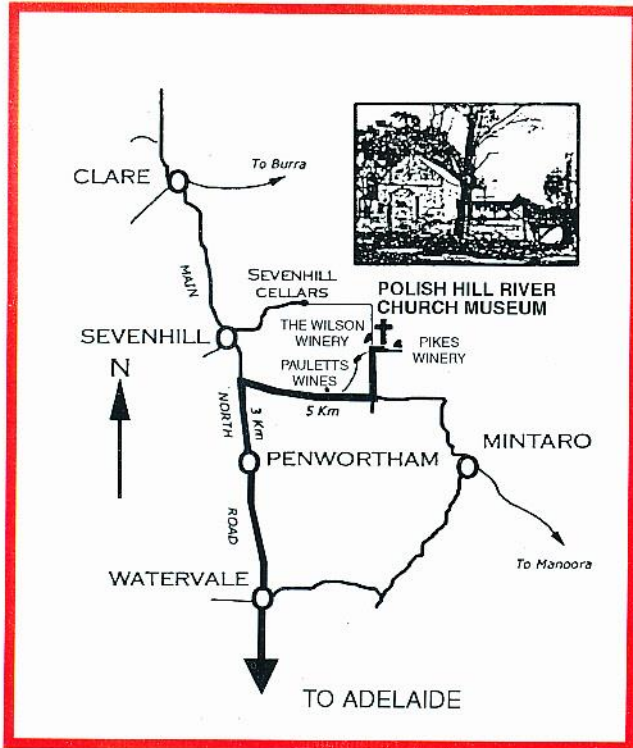 To Burra
CLARE
MAIN
SEVENHILL
CELLARS
POLISH HILL RIVER
CHURCH MUSEUM
THE WILSON
WINERY
SEVENHILL
PIKES
WINERY
PAULETTS
WINES
N
NORTH
3 Km
5 Km
MINTARO
PENWORTHAM
ROAD
To Manoora
WATERVALE
TO ADELAIDE